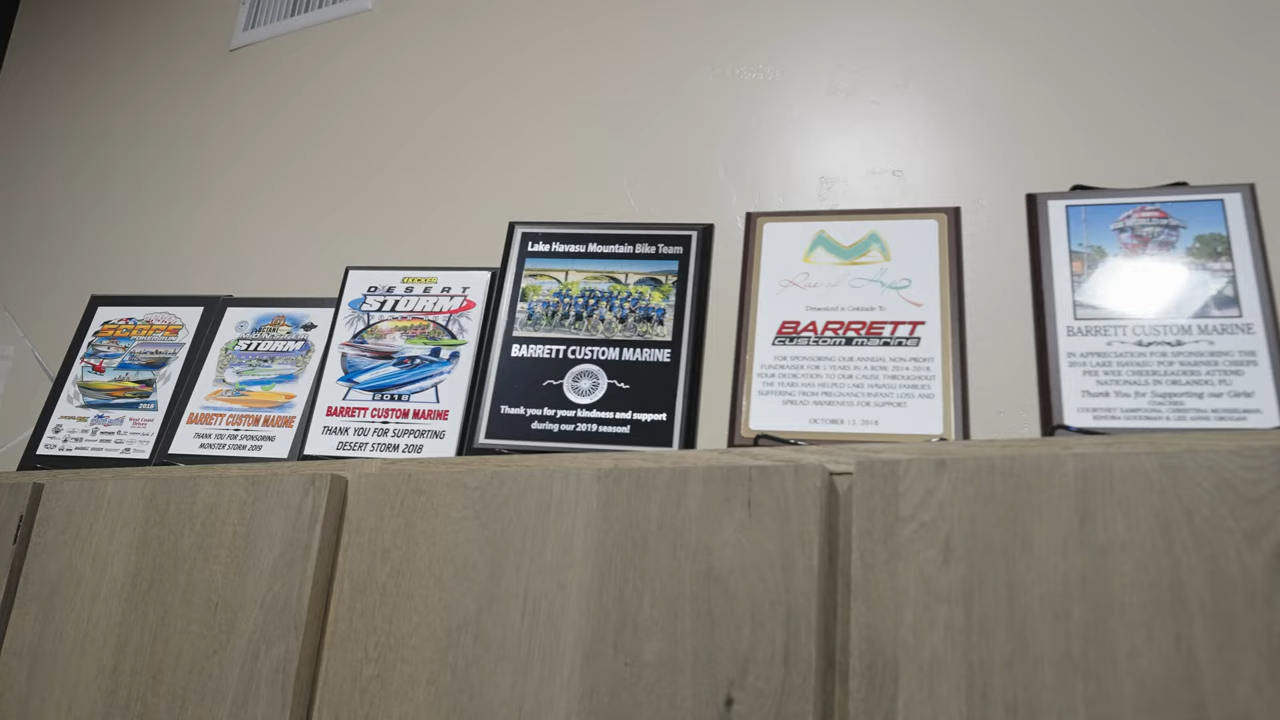 SCOPE
2018
MONSTER
STORM
BARRETT CUSTOM MARINE
THANK YOU FOR SPONSORING
MONSTER STORM 2019
KICKER
DESERT
STORM
2018
BARRETT CUSTOM MARINE
THANK YOU FOR SUPPORTING
DESERT STORM 2018
Lake Havasu Mountain Bike Team
BARRETT CUSTOM MARINE
Thank you for your kindness and support
during our 2019 season!
Presented in Gratitude To
BARRETT
custom marine
FOR SPONSORING OUR ANNUAL NON-PROFIT
FUNDRAISER FOR 5 YEARS IN A ROW, 2014-2018.
YOUR DEDICATION TO OUR CAUSE THROUGHOUT
THE YEARS HAS HELPED LAKE HAVASU FAMILIES
SUFFERING FROM PREGNANCY/INFANT LOSS AND
SPREAD AWARENESS FOR SUPPORT.
OCTOBER 13, 2018
BARRETT CUSTOM MARINE
IN APPRECIATION FOR SPONSORING THE
2018 LAKE HAVASU POP WARNER CHIEFS
PEE WEE CHEERLEADERS ATTEND
NATIONALS IN ORLANDO, FL!
Thank You for Supporting our Girls!
COACHES: